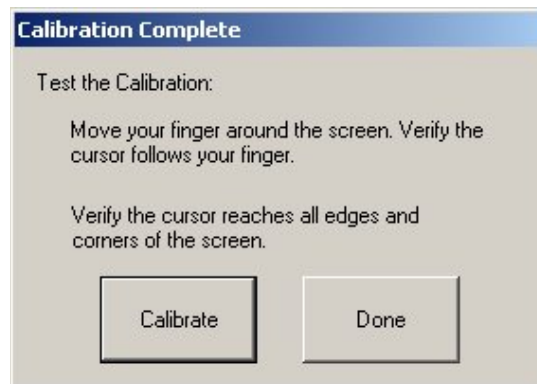 Calibration Complete
Test the Calibration:
Move your finger around the screen. Verify the
cursor follows your finger.
Verify the cursor reaches all edges and
corners of the screen.
Calibrate Done